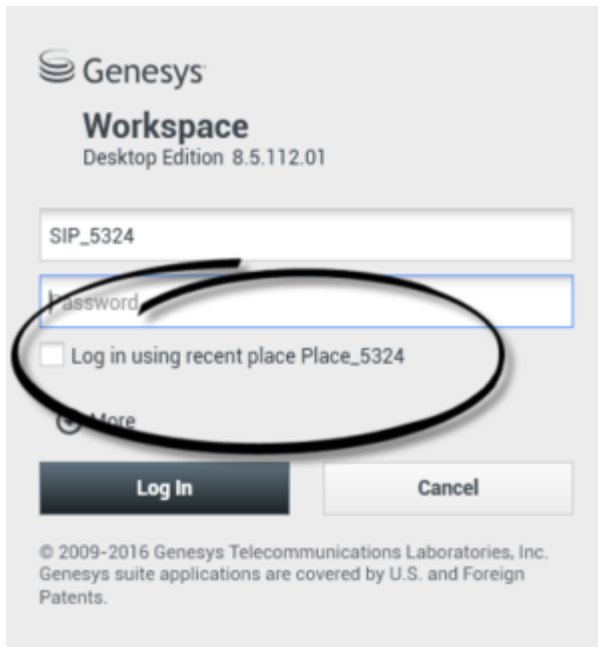 Genesys
Workspace
Desktop Edition 8.5.112.01
SIP_5324
Password
Log in using recent place Place_5324
More
Log In Cancel
© 2009-2016 Genesys Telecommunications Laboratories, Inc.
Genesys suite applications are covered by U.S. and Foreign
Patents.